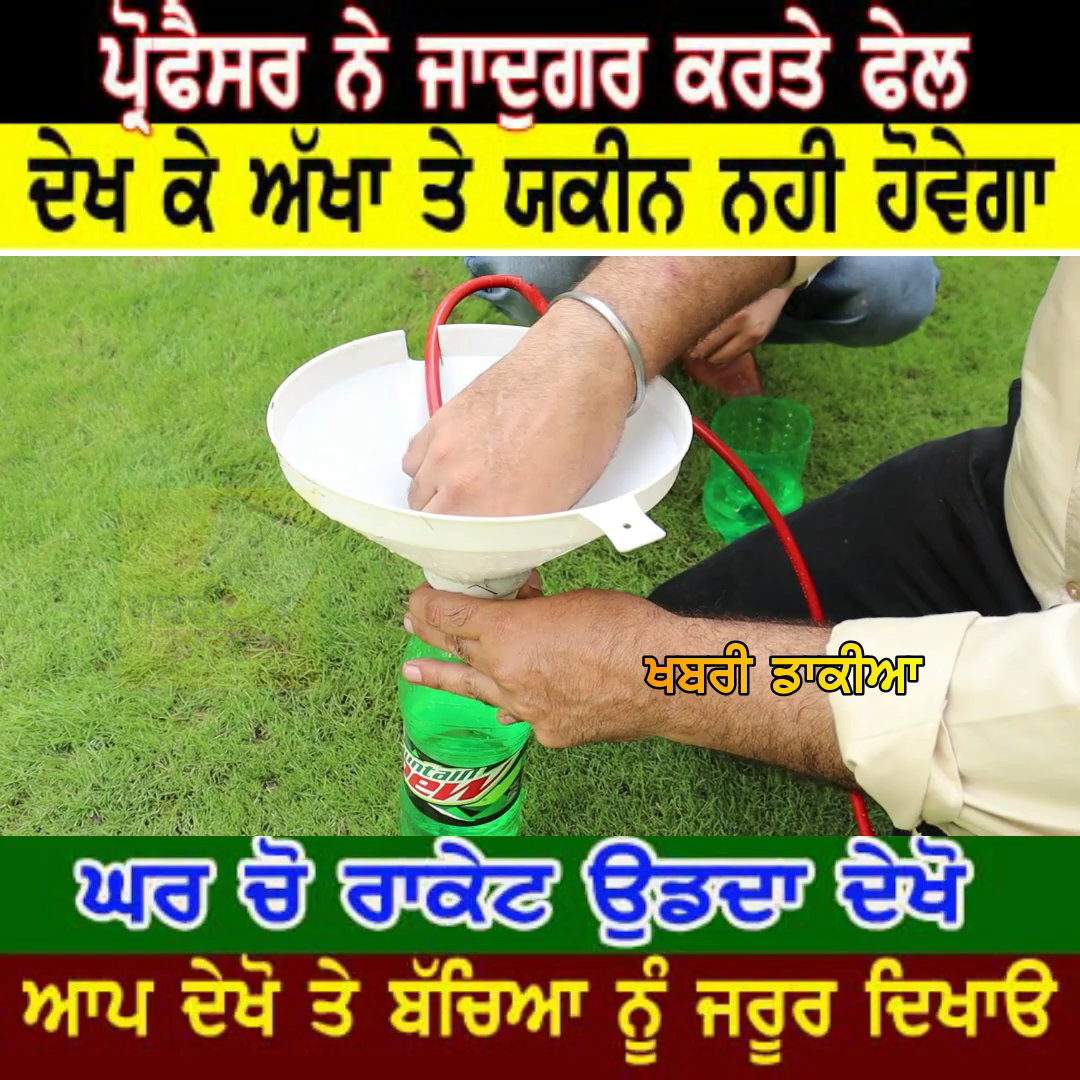 ਪ੍ਰੋਫੈਸਰ ਨੇ ਜਾਦੁਗਰ ਕਰਤੇ ਫੇਲ
ਦੇਖ ਕੇ ਅੱਖਾ ਤੇ ਯਕੀਨ ਨਹੀ ਹੋਵੇਗਾ
ਖਬਰੀ ਡਾਕੀਆ
ਘਰ ਚੋ ਰਾਕੇਟ ਉਡਦਾ ਦੇਖੋ
ਆਪ ਦੇਖੋ ਤੇ ਬੱਚਿਆ ਨੂੰ ਜਰੂਰ ਦਿਖਾਓ